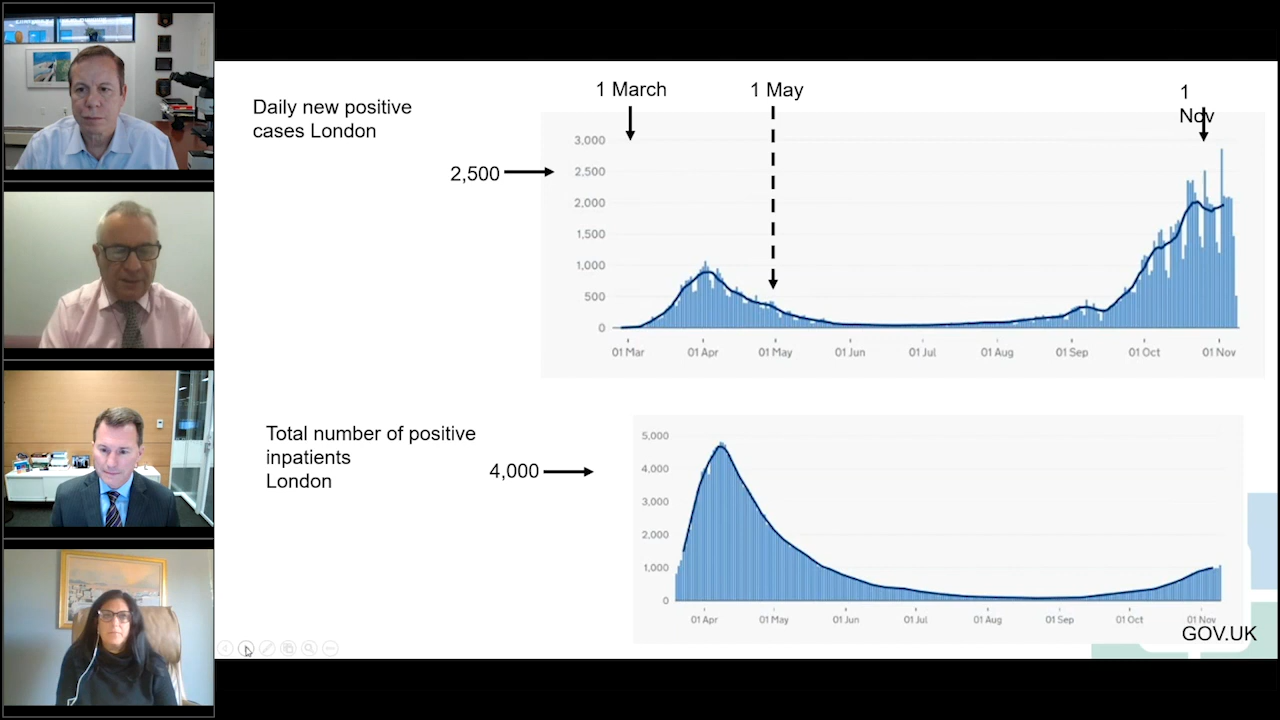 1 March
1 May
1
Nov
Daily new positive
cases London
2,500
3,000
2,500
2,000
1,500
1,000
500
0
01 Mar
01 Apr
01 May
01 Jun
01 Jul
01 Aug
01 Sep
01 Oct
01 Nov
Total number of positive
inpatients
London
4,000
5,000
4,000
3,000
2,000
1,000
0
01 Apr
01 May
01 Jun
01 Jul
01 Aug
01 Sep
01 Oct
01 Nov
GOV.UK